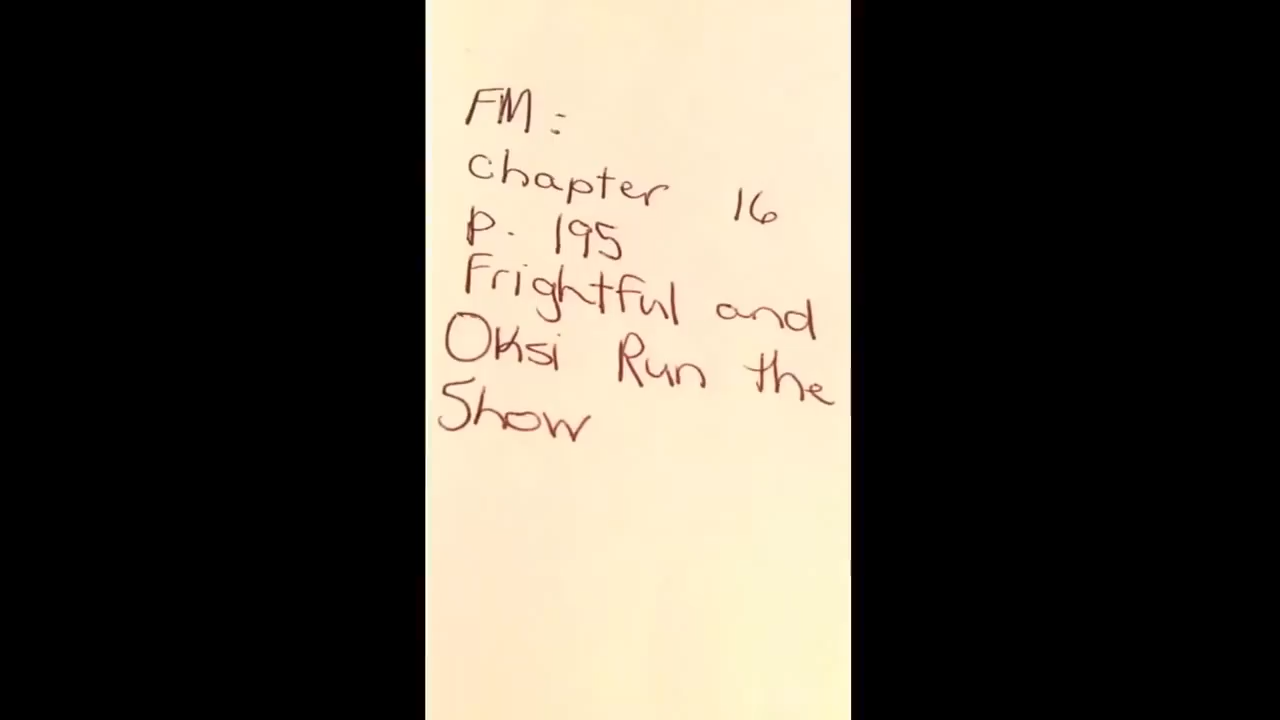 FM:
chapter 16
p. 195
Frightful and
Oksi Run the
Show